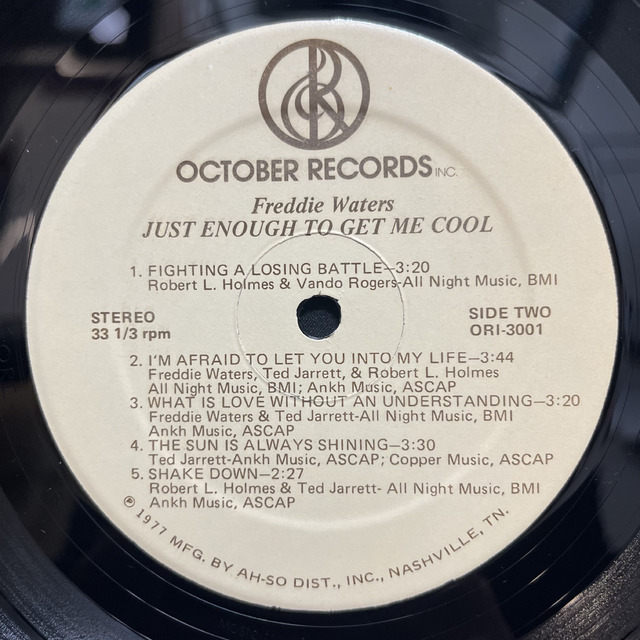 OCTOBER RECORDS INC.
Freddie Waters
JUST ENOUGH TO GET ME COOL
1. FIGHTING A LOSING BATTLE—3:20
Robert L. Holmes & Vando Rogers-All Night Music, BMI
STEREO
33 1/3 rpm
SIDE TWO
ORI-3001
2. I'M AFRAID TO LET YOU INTO MY LIFE—3:44
Freddie Waters, Ted Jarrett, & Robert L. Holmes
All Night Music, BMI; Ankh Music, ASCAP
3. WHAT IS LOVE WITHOUT AN UNDERSTANDING—3:20
Freddie Waters & Ted Jarrett-All Night Music, BMI
Ankh Music, ASCAP
4. THE SUN IS ALWAYS SHINING—3:30
Ted Jarrett-Ankh Music, ASCAP; Copper Music, ASCAP
5. SHAKE DOWN—2:27
Robert L. Holmes & Ted Jarrett- All Night Music, BMI
Ankh Music, ASCAP
℗ 1977 MFG. BY AH-SO DIST., INC., NASHVILLE, TN.